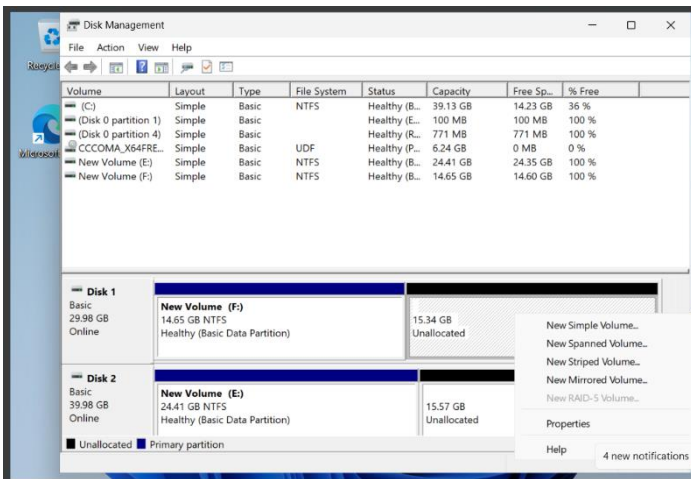 Disk Management
File Action View Help
Recycle
Microsoft
Volume Layout Type File System Status Capacity Free Sp... % Free
(C:) Simple Basic NTFS Healthy (B... 39.13 GB 14.23 GB 36 %
(Disk 0 partition 1) Simple Basic Healthy (E... 100 MB 100 MB 100 %
(Disk 0 partition 4) Simple Basic Healthy (R... 771 MB 771 MB 100 %
CCCOMA_X64FRE... Simple Basic UDF Healthy (P... 6.24 GB 0 MB 0 %
New Volume (E:) Simple Basic NTFS Healthy (B... 24.41 GB 24.35 GB 100 %
New Volume (F:) Simple Basic NTFS Healthy (B... 14.65 GB 14.60 GB 100 %
Disk 1
Basic
29.98 GB
Online
New Volume (F:)
14.65 GB NTFS
Healthy (Basic Data Partition)
15.34 GB
Unallocated
Disk 2
Basic
39.98 GB
Online
New Volume (E:)
24.41 GB NTFS
Healthy (Basic Data Partition)
15.57 GB
Unallocated
New Simple Volume...
New Spanned Volume...
New Striped Volume...
New Mirrored Volume...
New RAID-5 Volume...
Properties
Help
Unallocated Primary partition
4 new notifications